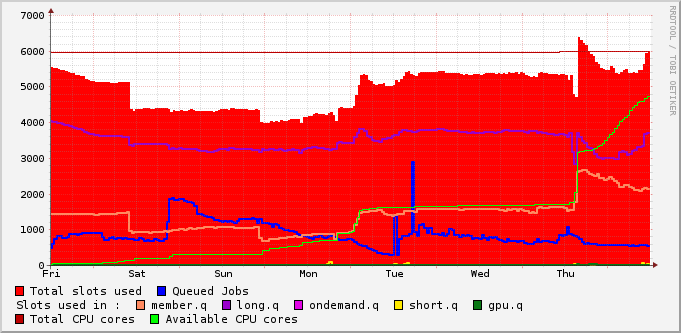 7000
6000
5000
4000
3000
2000
1000
0
Fri Sat Sun Mon Tue Wed Thu
RRDTOOL / TOBI OETIKER
Total slots used Queued Jobs
Slots used in : member.q long.q ondemand.q short.q gpu.q
Total CPU cores Available CPU cores